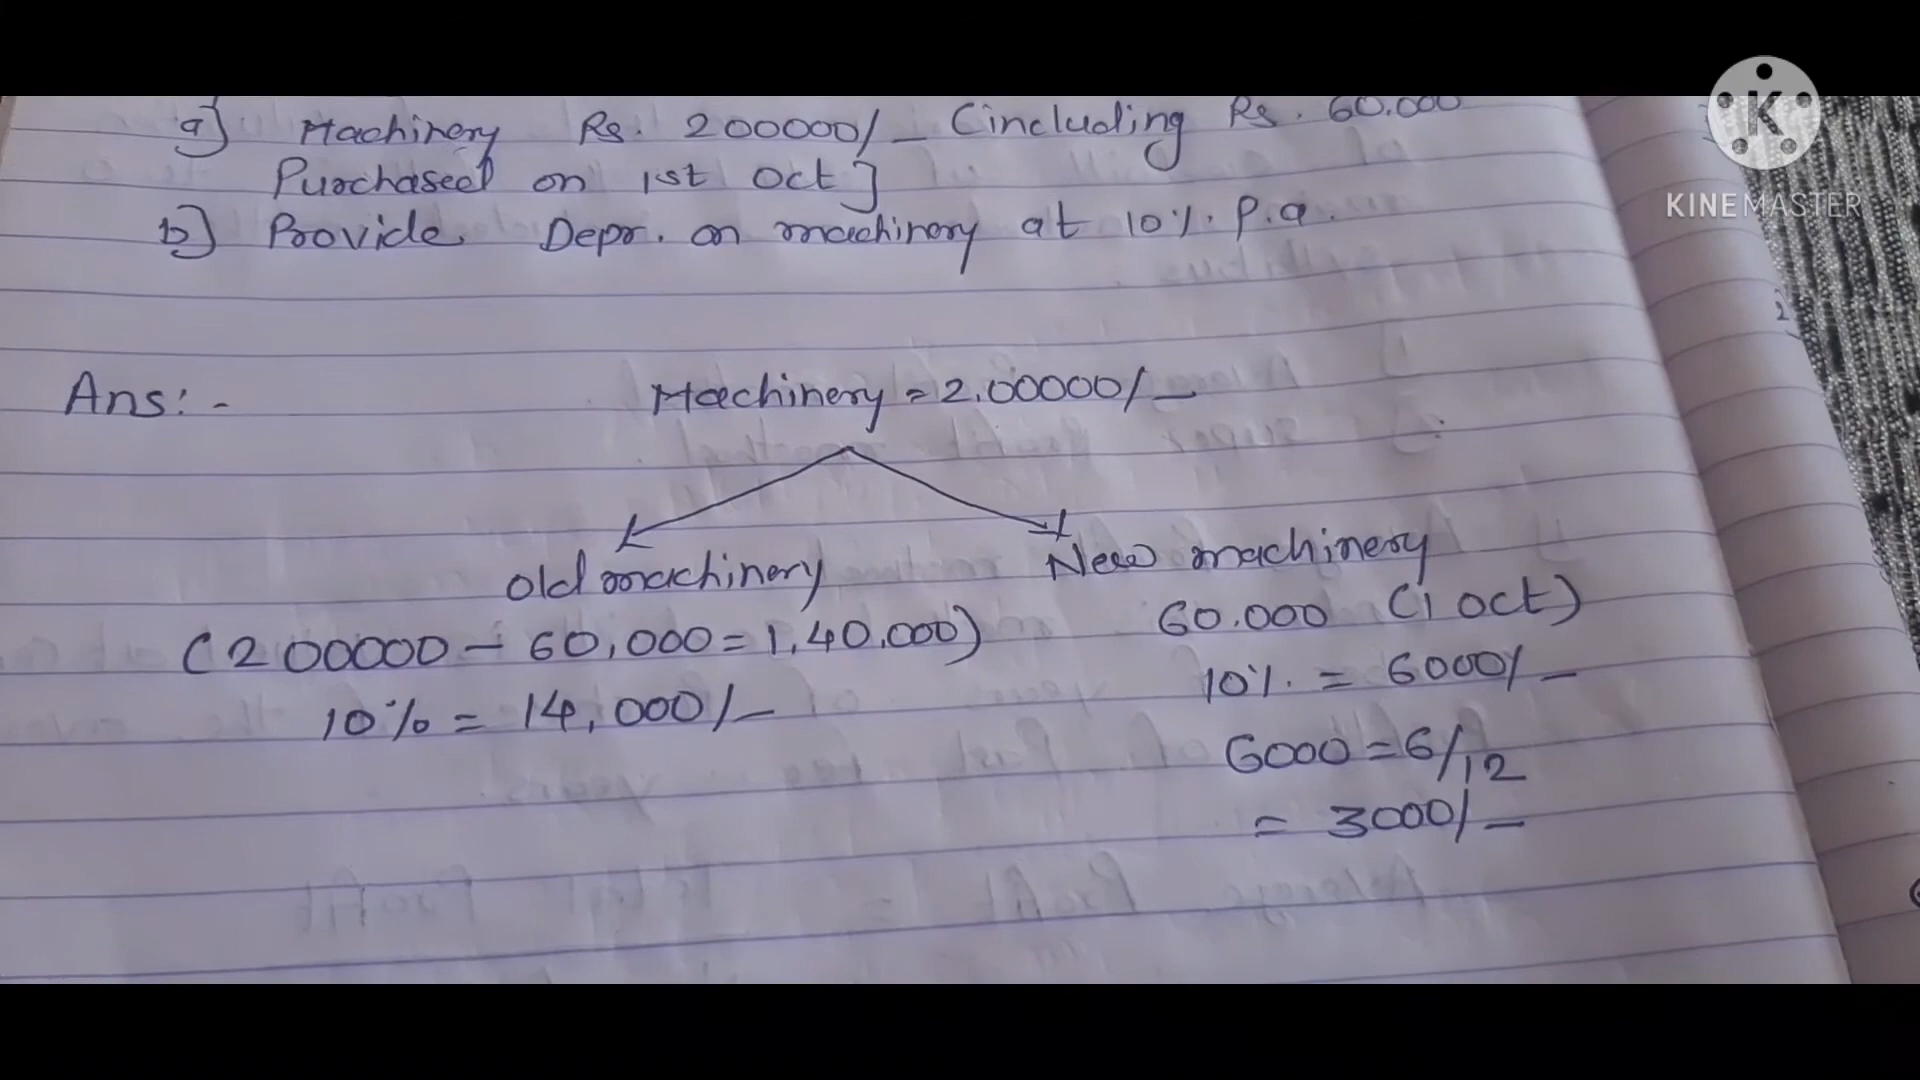 a] Machinery Rs. 200000/- (including Rs. 60.000
Purchased on 1st Oct]
b] Provide Depr. on machinery at 10%. p.a.
Ans:-
Machinery = 2,00000/-
Old machinery
(200000 - 60,000 = 1,40,000)
10% = 14,000/-
New machinery
60.000 (1 oct)
10%. = 6000/-
6000 = 6/12
= 3000/-
K
KINEMASTER
2